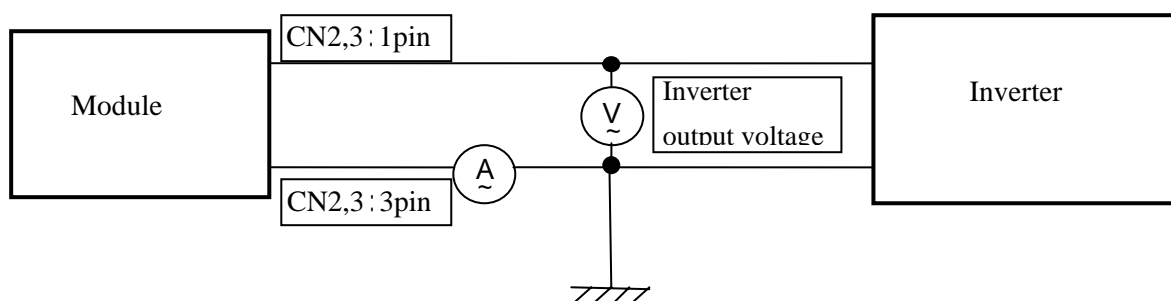 CN2,3:1pin
Module
V
~
Inverter
output voltage
Inverter
A
~
CN2,3:3pin